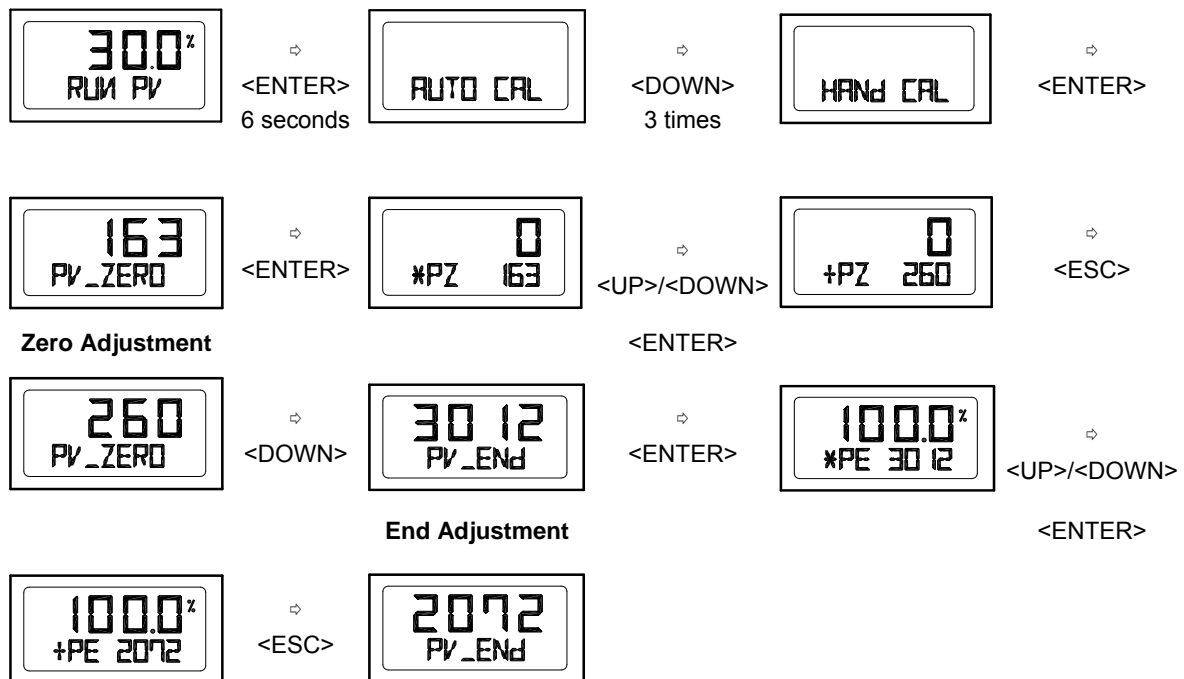 30.0%
RUN PV
⇨
<ENTER>
6 seconds
AUTO CAL
⇨
<DOWN>
3 times
HANd CAL
⇨
<ENTER>
163
PV_ZERO
⇨
<ENTER>
0
*PZ 163
⇨
<UP>/<DOWN>
<ENTER>
0
+PZ 260
⇨
<ESC>
Zero Adjustment
260
PV_ZERO
⇨
<DOWN>
3012
PV_ENd
⇨
<ENTER>
100.0%
*PE 3012
⇨
<UP>/<DOWN>
<ENTER>
End Adjustment
100.0%
+PE 2072
⇨
<ESC>
2072
PV_ENd